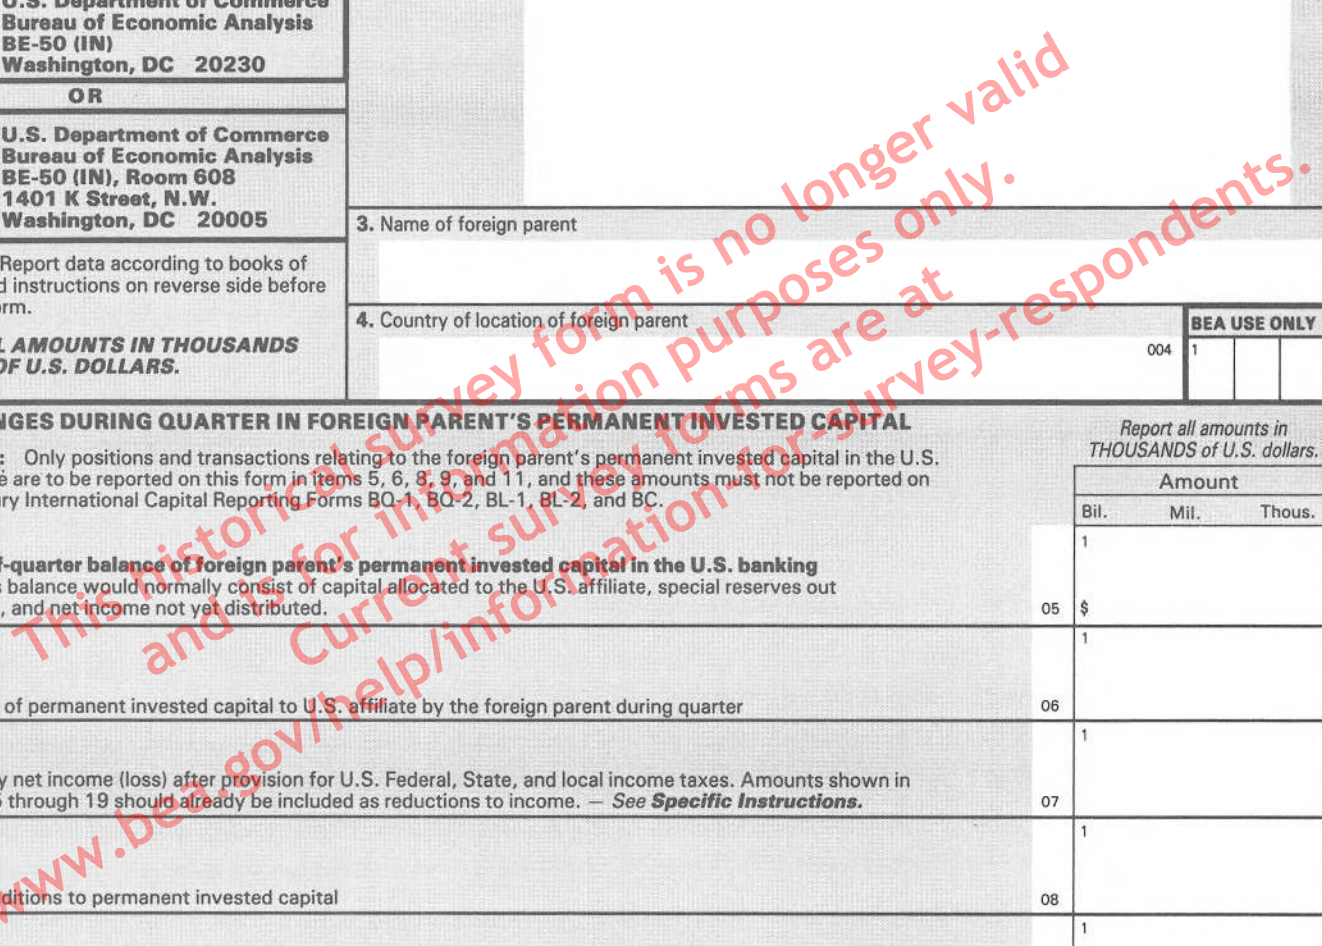 U.S. Department of Commerce
Bureau of Economic Analysis
BE-50 (IN)
Washington, DC 20230
OR
U.S. Department of Commerce
Bureau of Economic Analysis
BE-50 (IN), Room 608
1401 K Street, N.W.
Washington, DC 20005
Report data according to books of
instructions on reverse side before
AMOUNTS IN THOUSANDS
OF U.S. DOLLARS.
3. Name of foreign parent
4. Country of location of foreign parent
BEA USE ONLY
004 1
NGES DURING QUARTER IN FOREIGN PARENT'S PERMANENT INVESTED CAPITAL
Report all amounts in
THOUSANDS of U.S. dollars.
: Only positions and transactions relating to the foreign parent's permanent invested capital in the U.S.
are to be reported on this form in items 5, 6, 8, 9, and 11, and these amounts must not be reported on
ry International Capital Reporting Forms BQ-1, BQ-2, BL-1, BL-2, and BC.
Amount
Bil. Mil. Thous.
1
f-quarter balance of foreign parent's permanent invested capital in the U.S. banking
balance would normally consist of capital allocated to the U.S. affiliate, special reserves out
, and net income not yet distributed.
05 $
1
of permanent invested capital to U.S. affiliate by the foreign parent during quarter
06
1
y net income (loss) after provision for U.S. Federal, State, and local income taxes. Amounts shown in
through 19 should already be included as reductions to income. — See Specific Instructions.
07
1
ditions to permanent invested capital
08
1
This historical survey form is no longer valid
and is for information purposes only.
Current survey forms are at
www.bea.gov/help/information-for-survey-respondents.